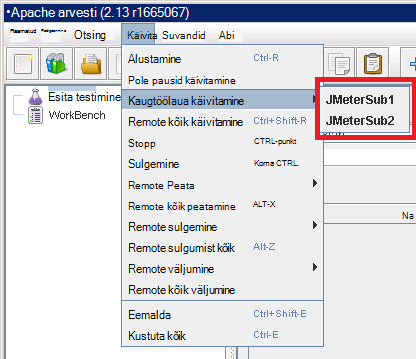 Apache arvesti (2.13 r1665067)
Redigeerimine Otsing Käivita Suvandid Abi
Alustamine Ctrl-R
Pole pausid käivitamine
Esita testimine
Kaugtöölaua käivitamine
JMeterSub1
WorkBench
Remote kõik käivitamine Ctrl+Shift-R
JMeterSub2
Stopp CTRL-punkt
Sulgemine Koma CTRL.
Remote Peata
Remote kõik peatamine ALT-X
Na
Remote sulgemine
Remote sulgumist kõik Alt-Z
Remote väljumine
Remote kõik väljumine
Eemalda Ctrl+Shift-E
Kustuta kõik Ctrl-E